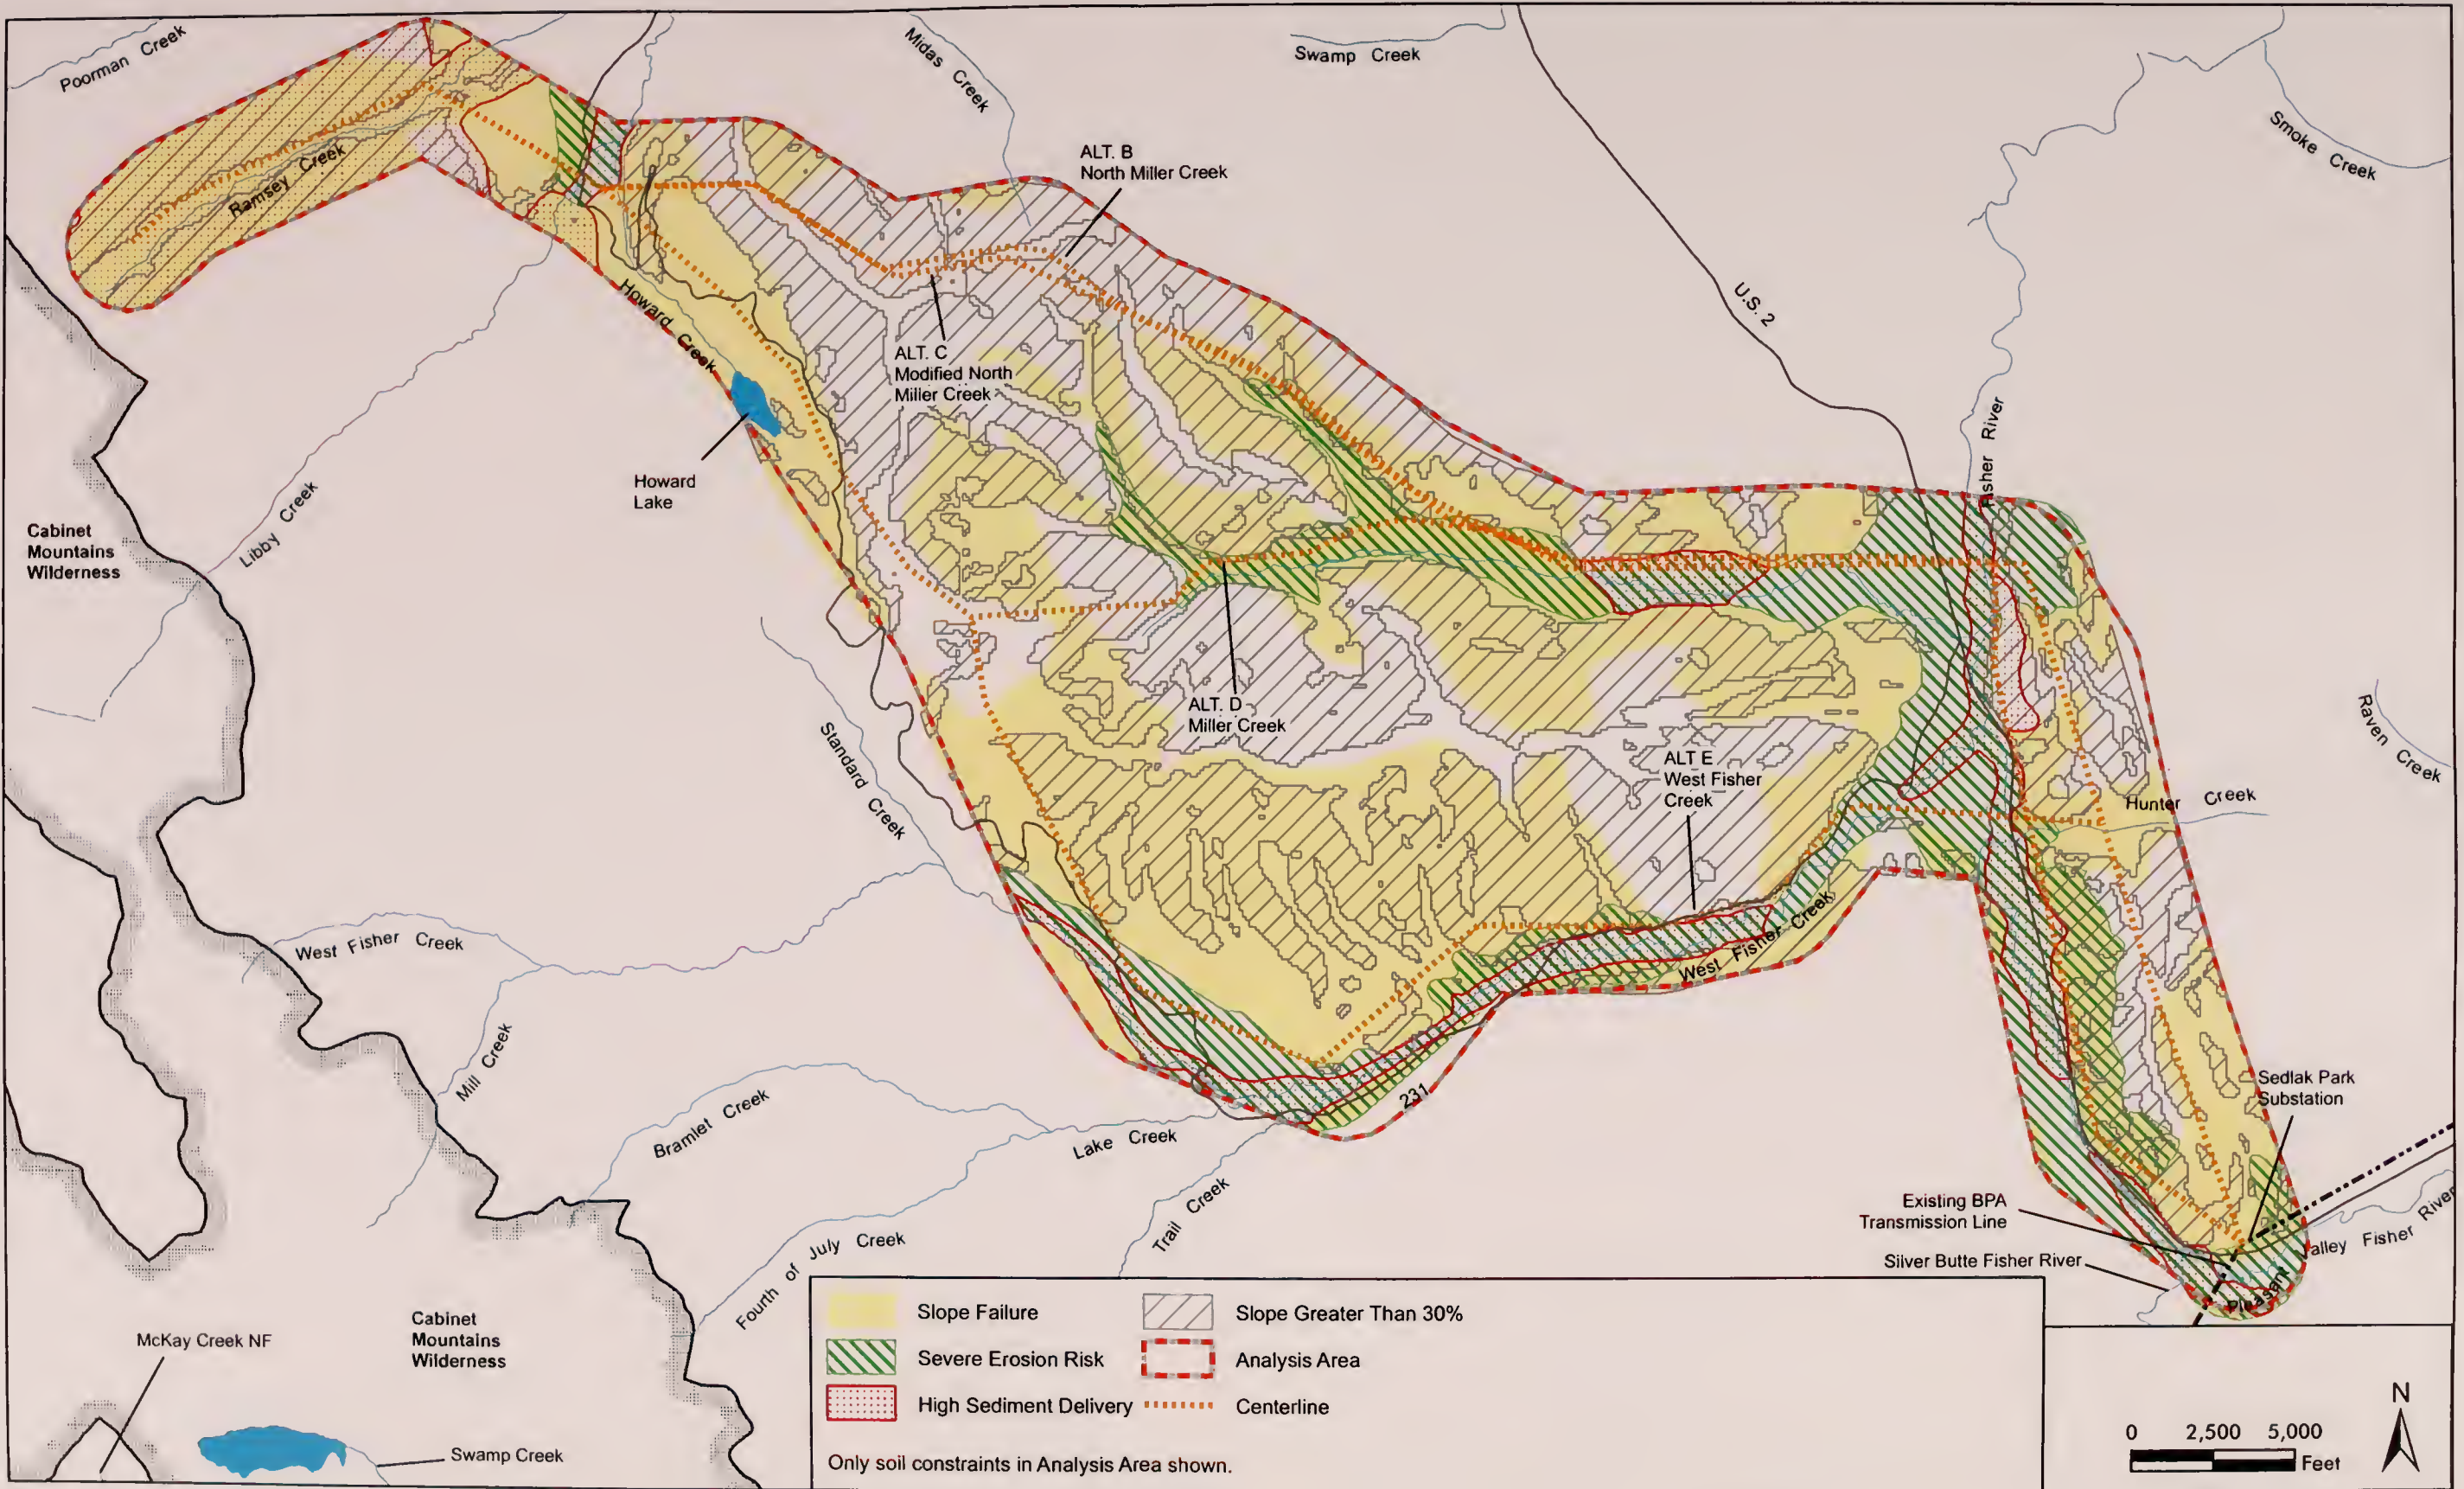 Poorman Creek
Midas Creek
Swamp Creek
Smoke Creek
ALT. B
North Miller Creek
Ramsey Creek
U.S. 2
Howard Creek
ALT. C
Modified North
Miller Creek
Fisher River
Howard
Lake
Libby Creek
Cabinet
Mountains
Wilderness
ALT. D
Miller Creek
Raven Creek
Standard Creek
ALT E
West Fisher
Creek
Hunter Creek
West Fisher Creek
West Fisher Creek
Mill Creek
231
Sedlak Park
Substation
Bramlet Creek
Lake Creek
Trail Creek
Existing BPA
Transmission Line
Fourth of July Creek
Silver Butte Fisher River
Pleasant alley Fisher River
Cabinet
Mountains
Wilderness
McKay Creek NF
Swamp Creek
Slope Failure
Severe Erosion Risk
High Sediment Delivery
Slope Greater Than 30%
Analysis Area
Centerline
Only soil constraints in Analysis Area shown.
N
0 2,500 5,000
Feet